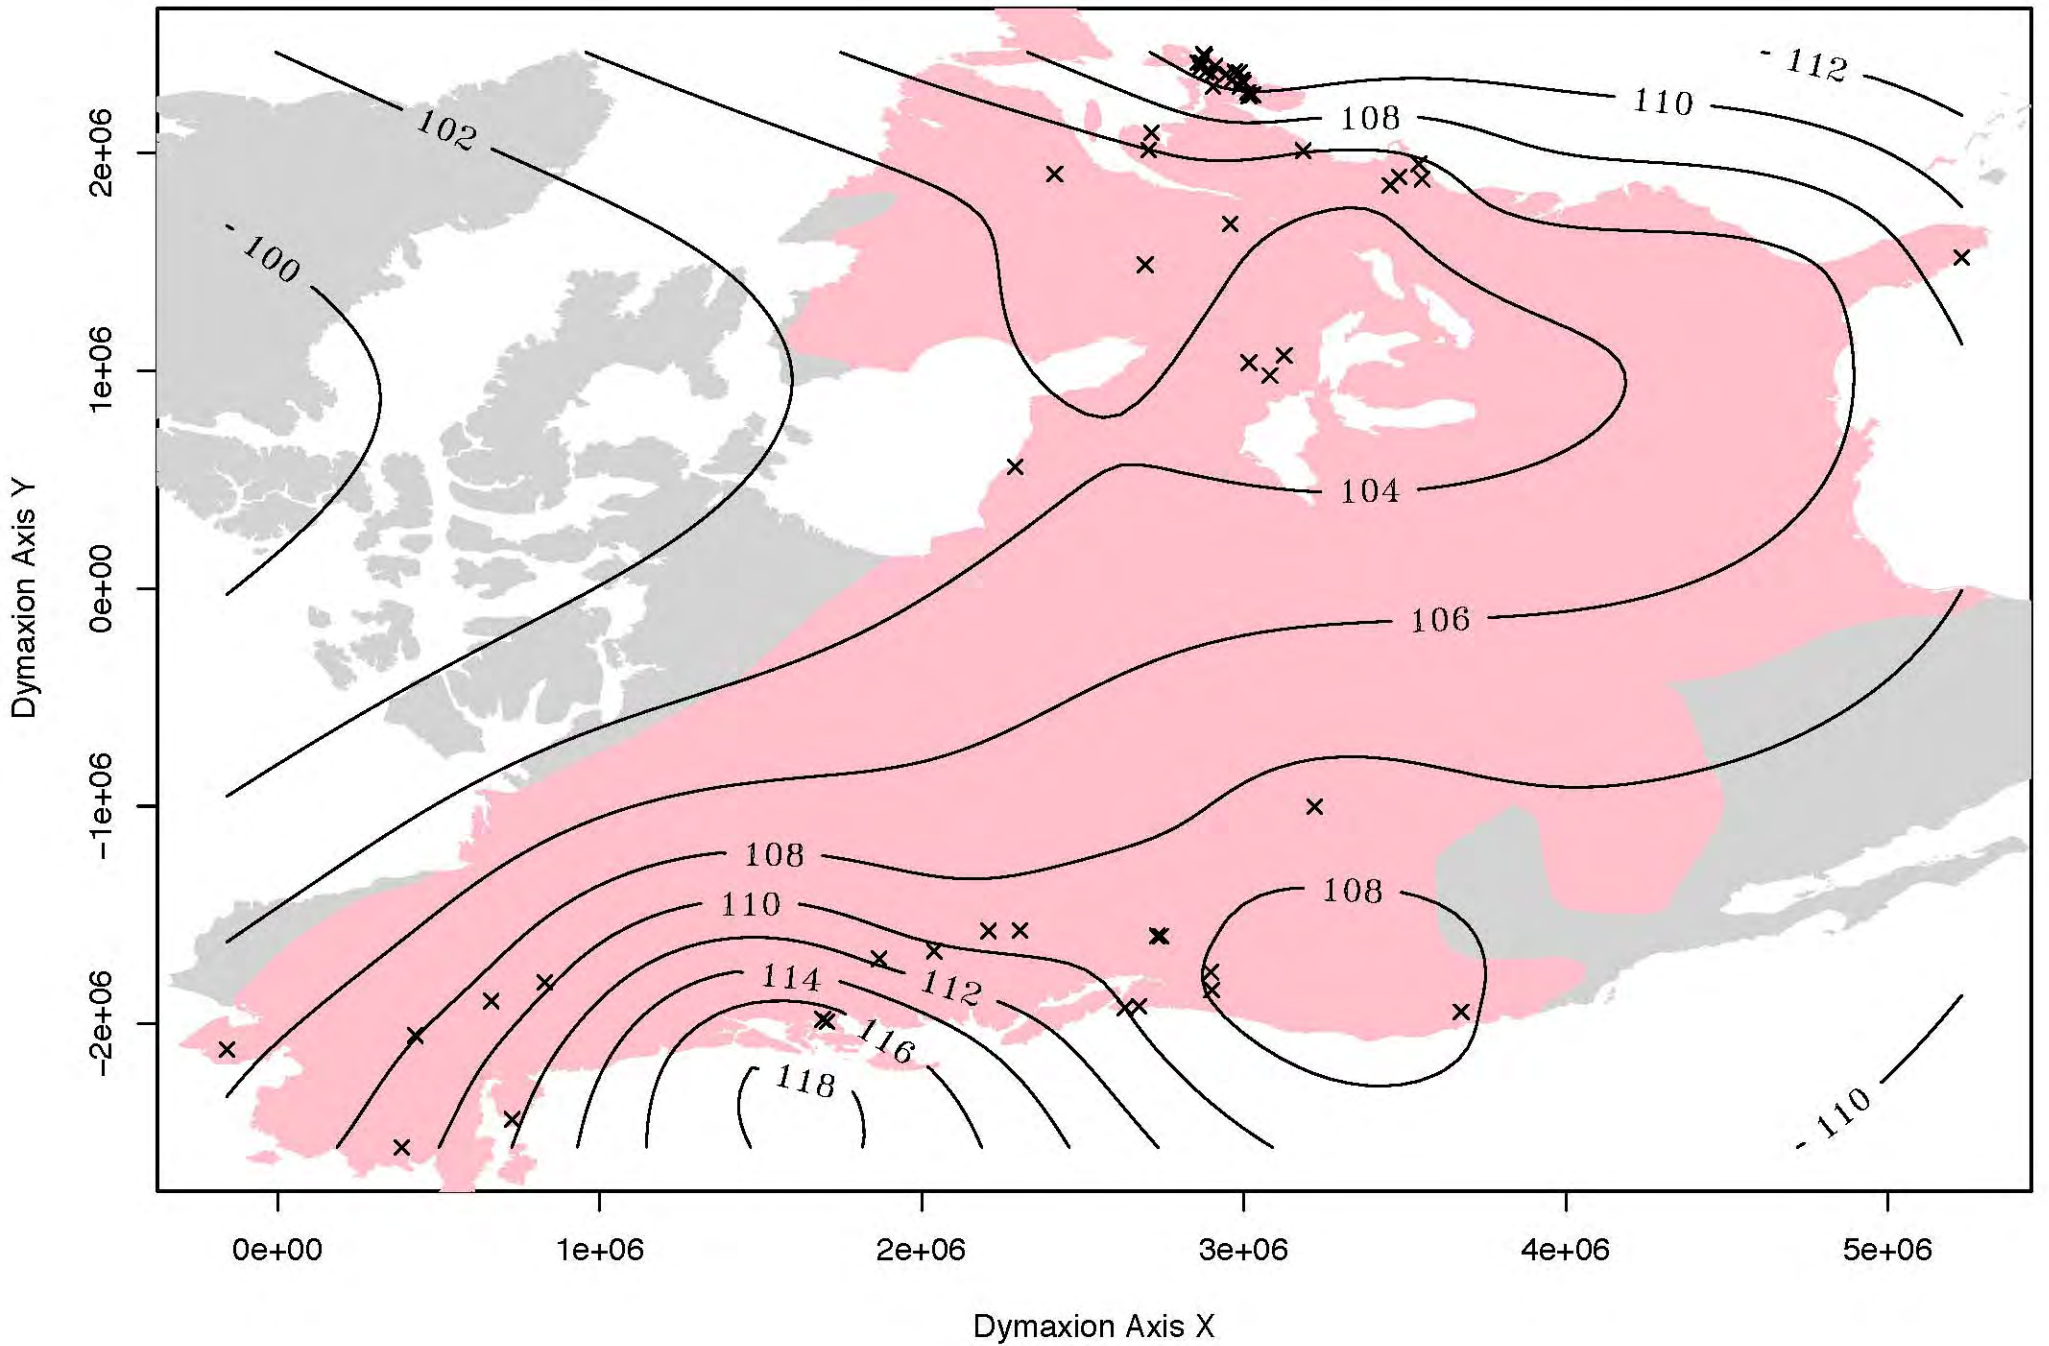 - 112
110
108
102
- 100
104
106
108
108
110
114
112
116
118
- 110
2e+06
1e+06
0e+00
−1e+06
−2e+06
Dymaxion Axis Y
0e+00 1e+06 2e+06 3e+06 4e+06 5e+06
Dymaxion Axis X